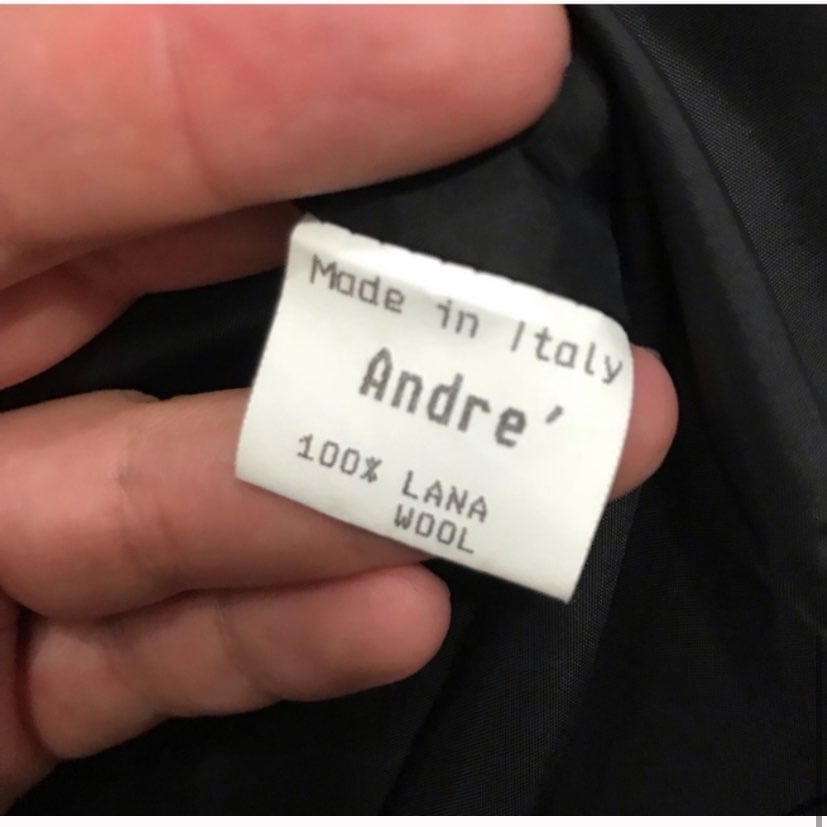 Made in Italy
Andre'
100% LANA
WOOL